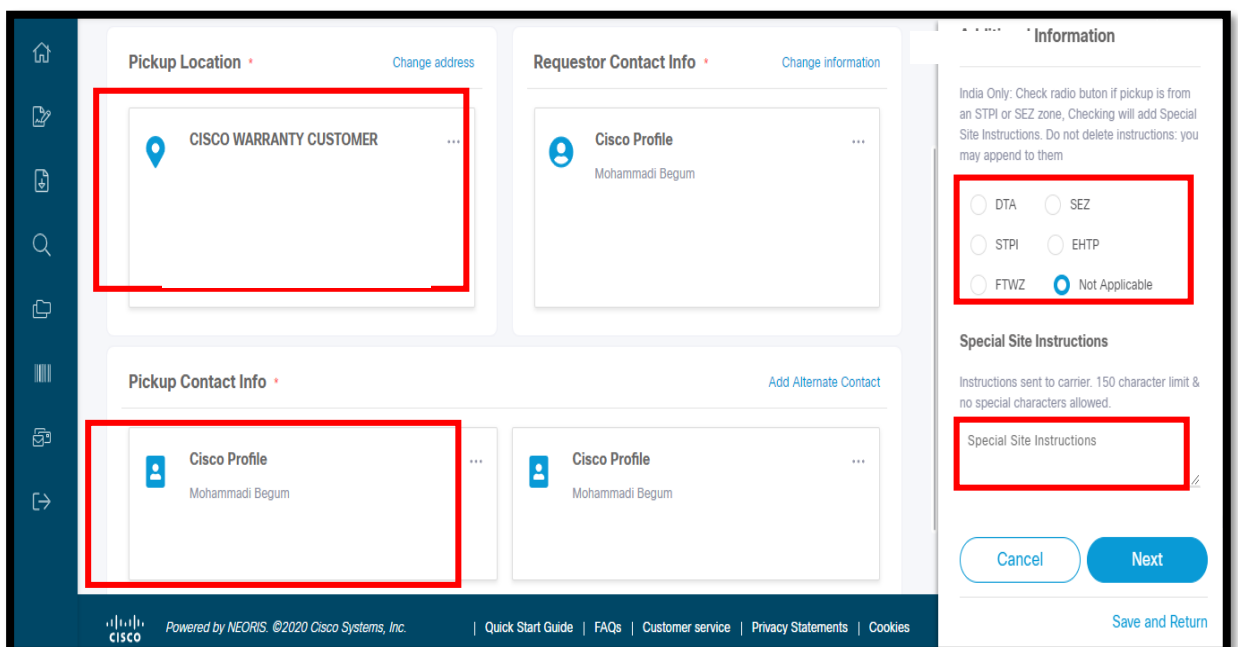 Pickup Location *
Change address
CISCO WARRANTY CUSTOMER
...
Requestor Contact Info *
Change information
Cisco Profile
...
Mohammadi Begum
Pickup Contact Info *
Add Alternate Contact
Cisco Profile
...
Mohammadi Begum
Cisco Profile
...
Mohammadi Begum
Information
India Only: Check radio buton if pickup is from
an STPI or SEZ zone, Checking will add Special
Site Instructions. Do not delete instructions: you
may append to them
DTA SEZ
STPI EHTP
FTWZ Not Applicable
Special Site Instructions
Instructions sent to carrier. 150 character limit &
no special characters allowed.
Special Site Instructions
Cancel Next
Save and Return
CISCO
Powered by NEORIS. ©2020 Cisco Systems, Inc.
| Quick Start Guide | FAQs | Customer service | Privacy Statements | Cookies